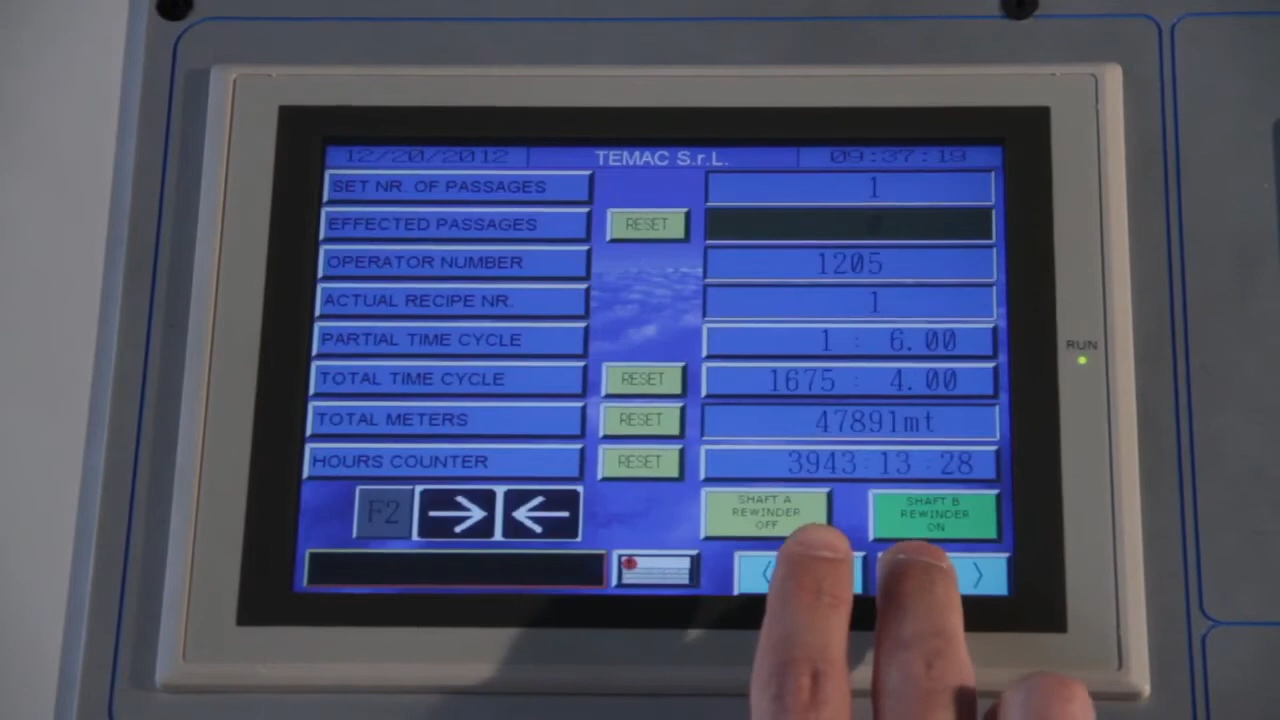 12/20/2012 TEMAC S.r.L. 09:37:19
SET NR. OF PASSAGES 1
EFFECTED PASSAGES RESET
OPERATOR NUMBER 1205
ACTUAL RECIPE NR. 1
PARTIAL TIME CYCLE 1 : 6.00
RUN
TOTAL TIME CYCLE RESET 1675 : 4.00
TOTAL METERS RESET 47891mt
HOURS COUNTER RESET 3943:13:28
F2 → ←
SHAFT A
REWINDER
OFF
SHAFT B
REWINDER
ON